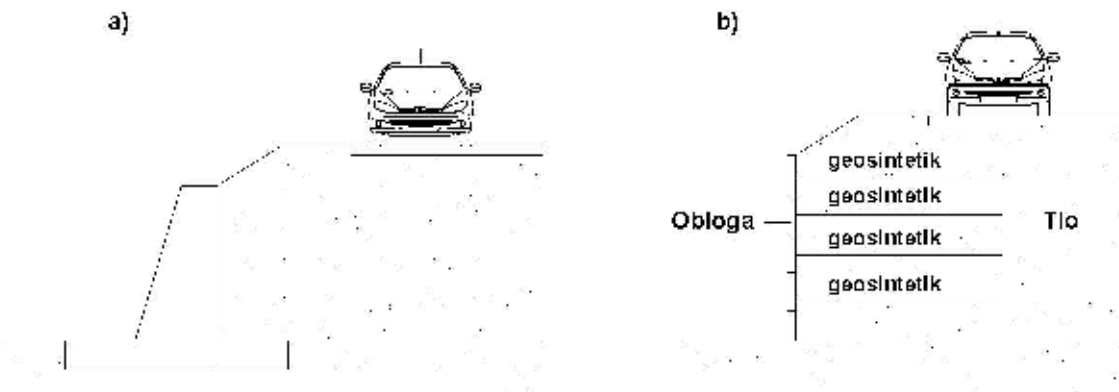 a)
b)
geosintetik
geosintetik
Obloga
Tlo
geosintetik
geosintetik